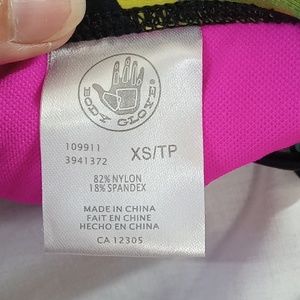 BODY GLOVE
109911
3941372
XS/TP
82% NYLON
18% SPANDEX
MADE IN CHINA
FAIT EN CHINE
HECHO EN CHINA
CA 12305